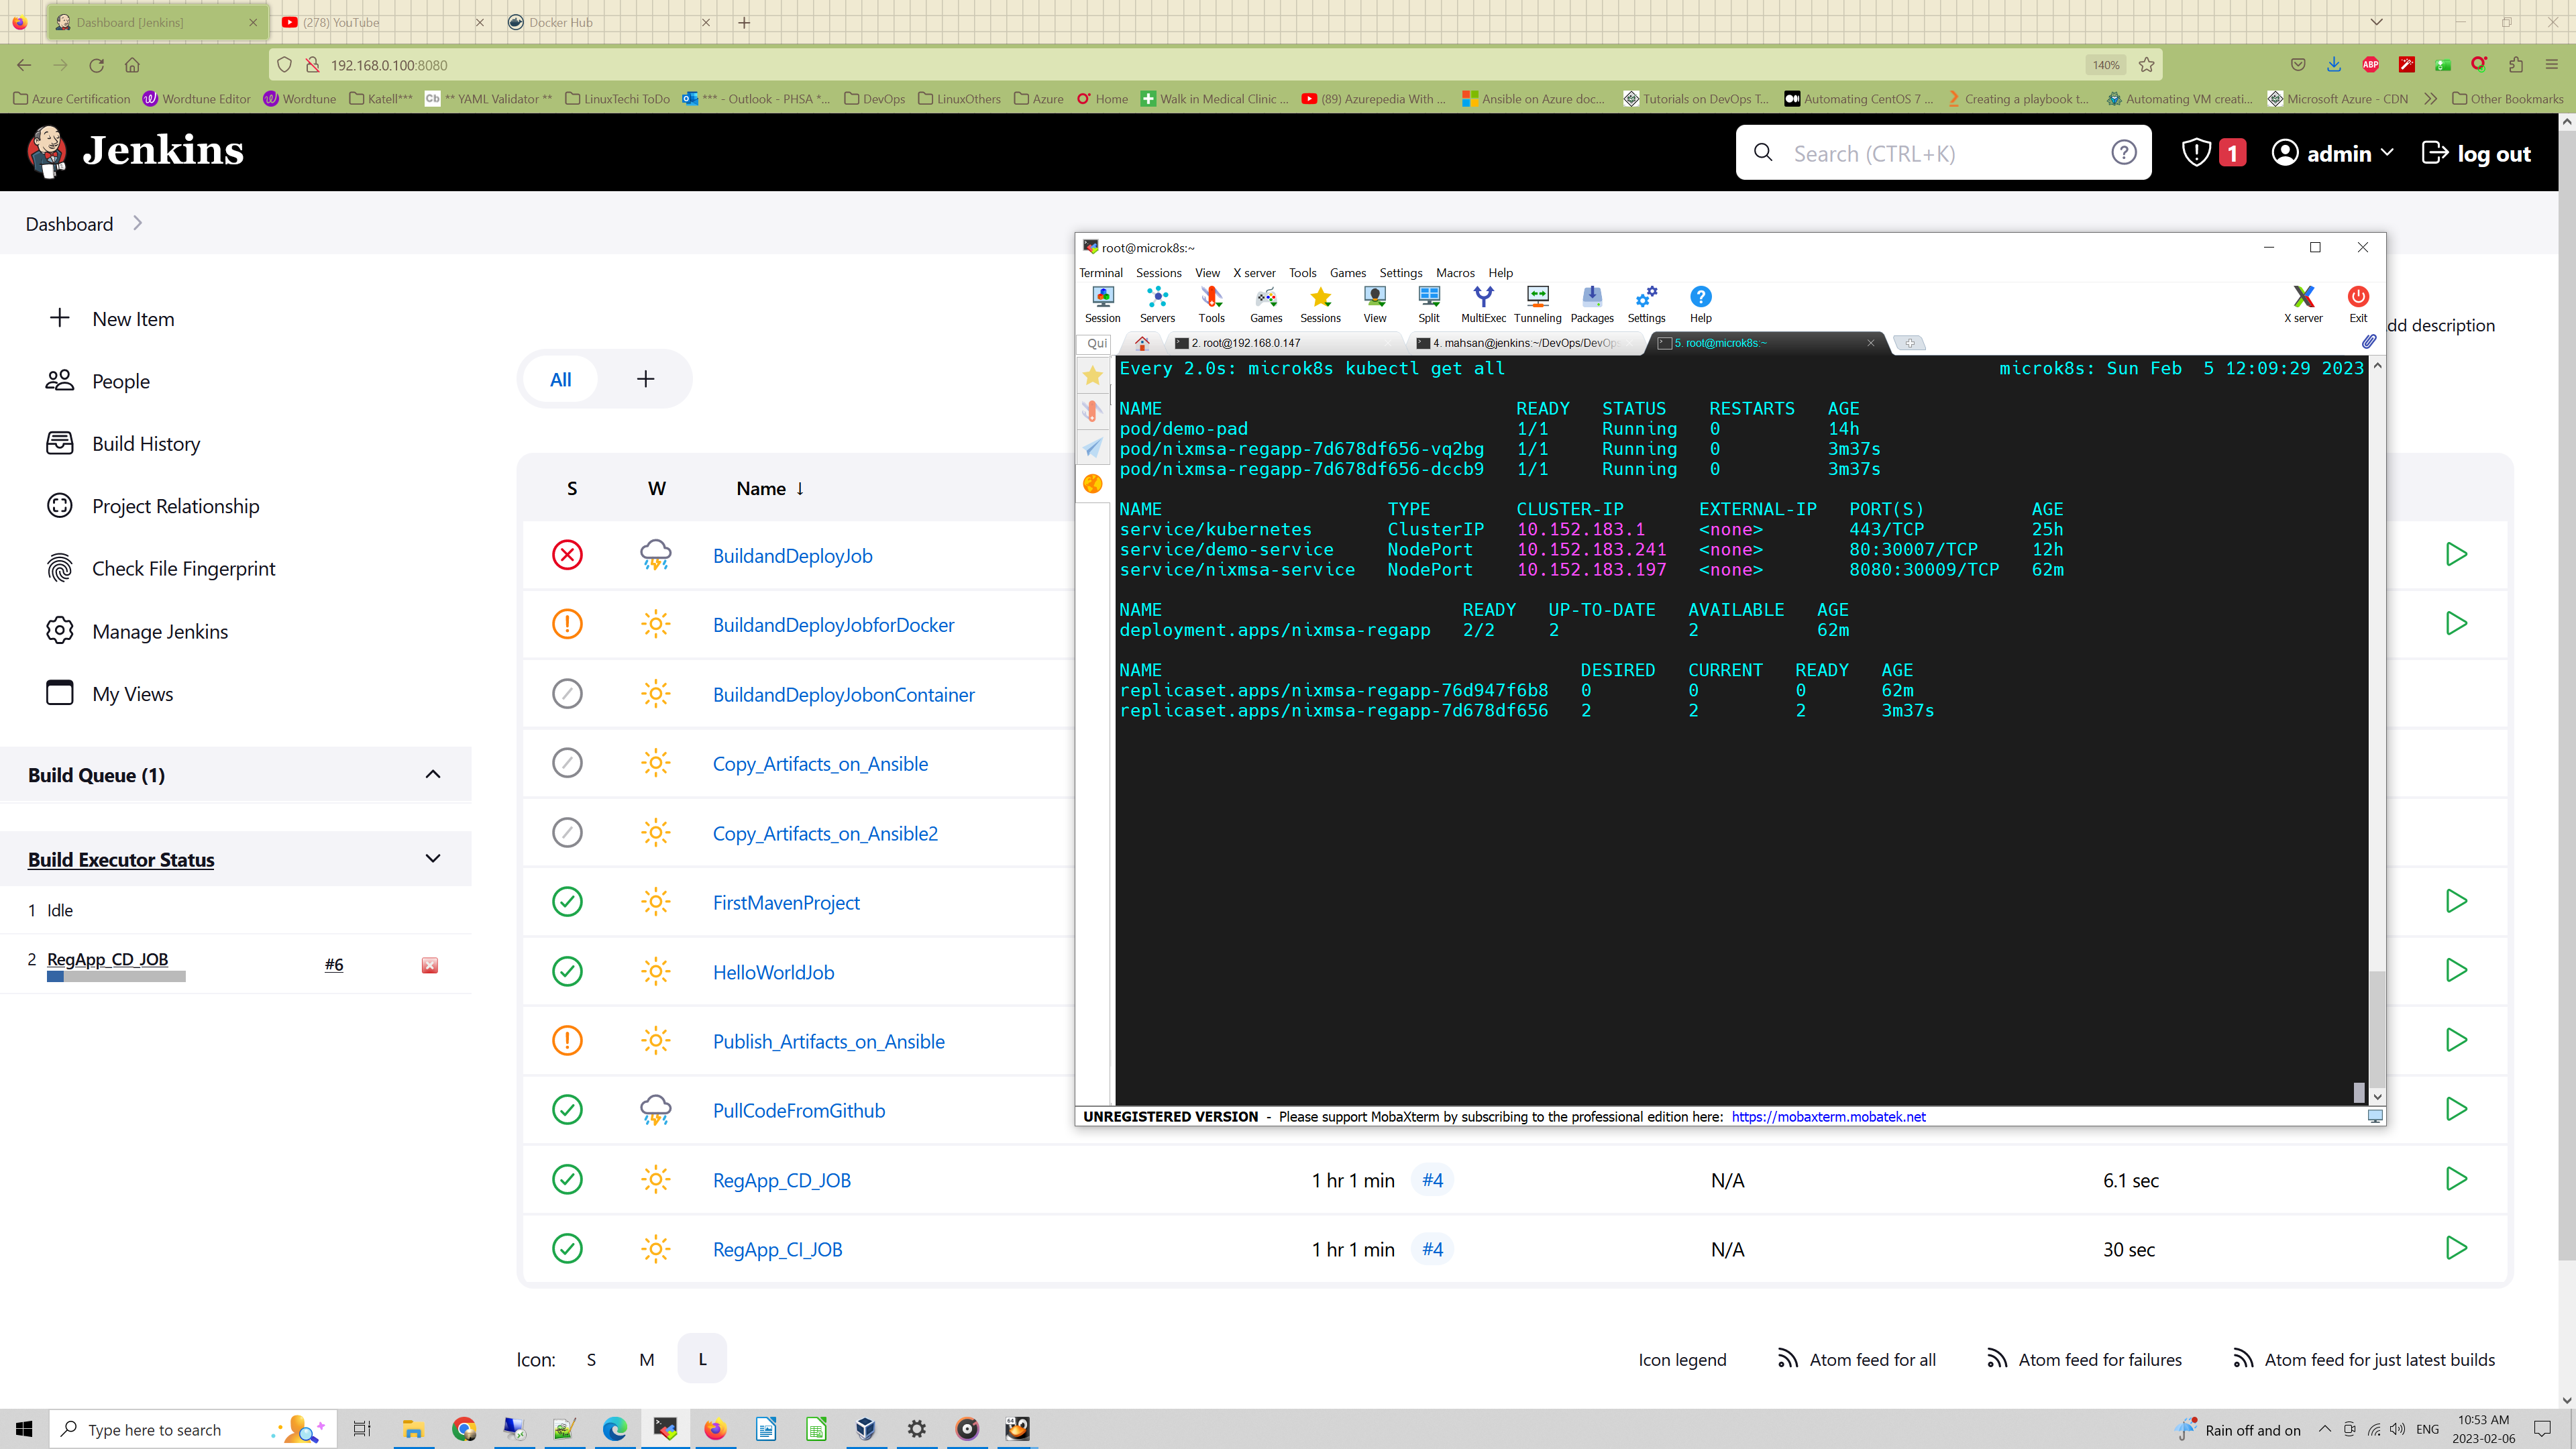 Dashboard [Jenkins]
(278) YouTube
Docker Hub
192.168.0.100:8080
140%
Azure Certification
Wordtune Editor
Wordtune
Katell***
** YAML Validator **
LinuxTechi ToDo
*** - Outlook - PHSA *...
DevOps
LinuxOthers
Azure
Home
Walk in Medical Clinic ...
(89) Azurepedia With ...
Ansible on Azure doc...
Tutorials on DevOps T...
Automating CentOS 7 ...
Creating a playbook t...
Automating VM creati...
Microsoft Azure - CDN
Other Bookmarks
Jenkins
Search (CTRL+K)
1
admin
log out
Dashboard
New Item
People
Build History
Project Relationship
Check File Fingerprint
Manage Jenkins
My Views
Build Queue (1)
Build Executor Status
1 Idle
2 RegApp_CD_JOB #6
dd description
All
S W Name ↓
BuildandDeployJob
BuildandDeployJobforDocker
BuildandDeployJobonContainer
Copy_Artifacts_on_Ansible
Copy_Artifacts_on_Ansible2
FirstMavenProject
HelloWorldJob
Publish_Artifacts_on_Ansible
PullCodeFromGithub
RegApp_CD_JOB 1 hr 1 min #4 N/A 6.1 sec
RegApp_CI_JOB 1 hr 1 min #4 N/A 30 sec
Icon: S M L
Icon legend
Atom feed for all
Atom feed for failures
Atom feed for just latest builds
root@microk8s:~
Terminal Sessions View X server Tools Games Settings Macros Help
Session Servers Tools Games Sessions View Split MultiExec Tunneling Packages Settings Help X server Exit
Qui
2. root@192.168.0.147
4. mahsan@jenkins:~/DevOps/DevOps
5. root@microk8s:~
Every 2.0s: microk8s kubectl get all microk8s: Sun Feb 5 12:09:29 2023
NAME READY STATUS RESTARTS AGE
pod/demo-pad 1/1 Running 0 14h
pod/nixmsa-regapp-7d678df656-vq2bg 1/1 Running 0 3m37s
pod/nixmsa-regapp-7d678df656-dccb9 1/1 Running 0 3m37s
NAME TYPE CLUSTER-IP EXTERNAL-IP PORT(S) AGE
service/kubernetes ClusterIP 10.152.183.1 <none> 443/TCP 25h
service/demo-service NodePort 10.152.183.241 <none> 80:30007/TCP 12h
service/nixmsa-service NodePort 10.152.183.197 <none> 8080:30009/TCP 62m
NAME READY UP-TO-DATE AVAILABLE AGE
deployment.apps/nixmsa-regapp 2/2 2 2 62m
NAME DESIRED CURRENT READY AGE
replicaset.apps/nixmsa-regapp-76d947f6b8 0 0 0 62m
replicaset.apps/nixmsa-regapp-7d678df656 2 2 2 3m37s
UNREGISTERED VERSION - Please support MobaXterm by subscribing to the professional edition here: https://mobaxterm.mobatek.net
Type here to search
Rain off and on
ENG
10:53 AM
2023-02-06